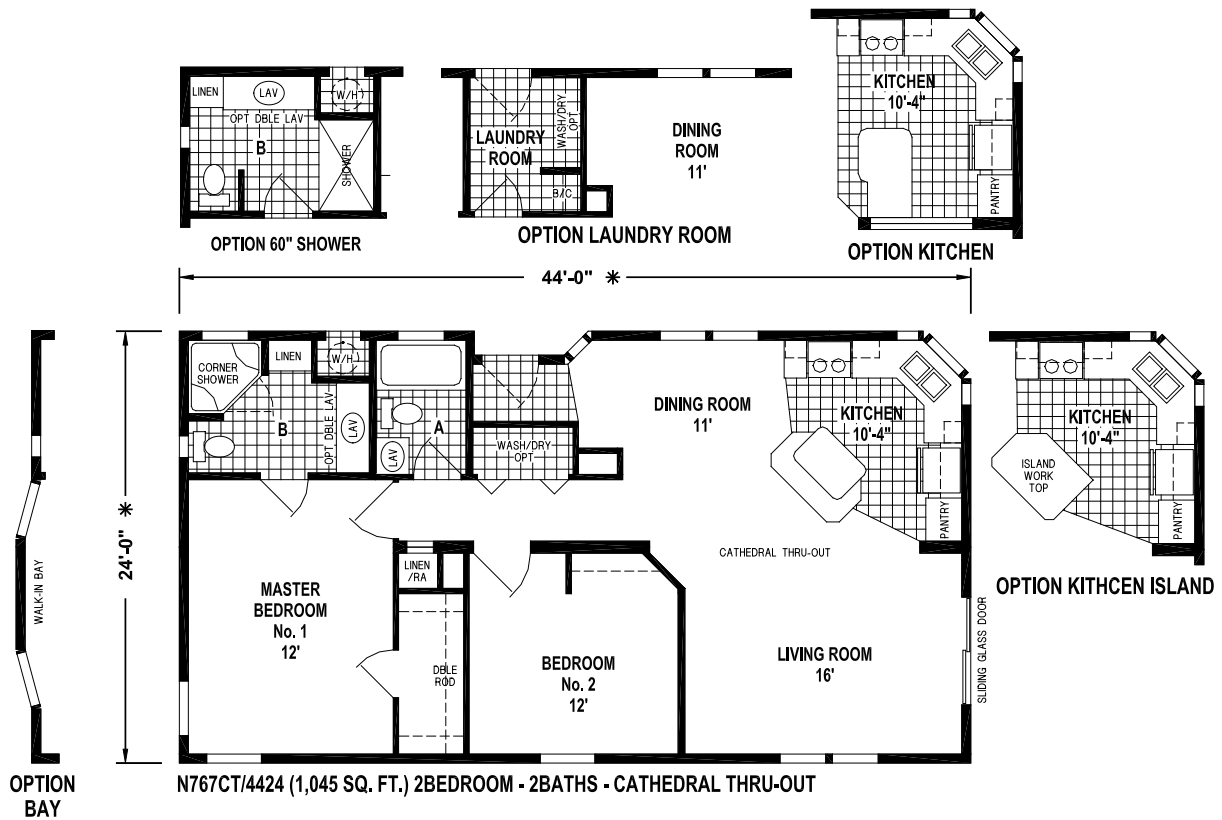 LINEN
LAV
W/H
OPT DBLE LAV
B
SHOWER
OPTION 60" SHOWER
LAUNDRY
ROOM
WASH/DRY
OPT
B/C
DINING
ROOM
11'
OPTION LAUNDRY ROOM
KITCHEN
10'-4"
PANTRY
OPTION KITCHEN
44'-0" ✳
24'-0" ✳
WALK-IN BAY
OPTION
BAY
CORNER
SHOWER
LINEN
W/H
B
OPT DBLE LAV
LAV
A
LAV
WASH/DRY
OPT
DINING ROOM
11'
KITCHEN
10'-4"
PANTRY
CATHEDRAL THRU-OUT
LINEN
/RA
MASTER
BEDROOM
No. 1
12'
DBLE
ROD
BEDROOM
No. 2
12'
LIVING ROOM
16'
SLIDING GLASS DOOR
KITCHEN
10'-4"
ISLAND
WORK
TOP
PANTRY
OPTION KITHCEN ISLAND
N767CT/4424 (1,045 SQ. FT.) 2BEDROOM - 2BATHS - CATHEDRAL THRU-OUT